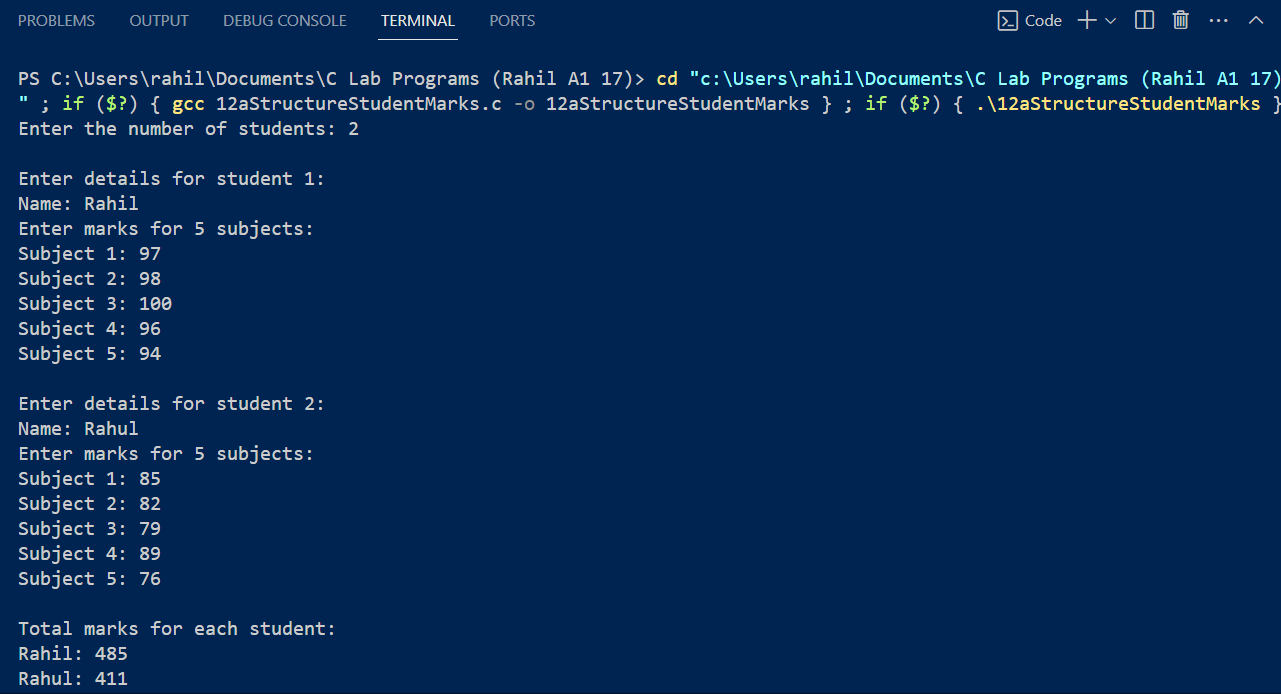 PROBLEMS OUTPUT DEBUG CONSOLE TERMINAL PORTS Code
PS C:\Users\rahil\Documents\C Lab Programs (Rahil A1 17)> cd "c:\Users\rahil\Documents\C Lab Programs (Rahil A1 17)
" ; if ($?) { gcc 12aStructureStudentMarks.c -o 12aStructureStudentMarks } ; if ($?) { .\12aStructureStudentMarks }
Enter the number of students: 2
Enter details for student 1:
Name: Rahil
Enter marks for 5 subjects:
Subject 1: 97
Subject 2: 98
Subject 3: 100
Subject 4: 96
Subject 5: 94
Enter details for student 2:
Name: Rahul
Enter marks for 5 subjects:
Subject 1: 85
Subject 2: 82
Subject 3: 79
Subject 4: 89
Subject 5: 76
Total marks for each student:
Rahil: 485
Rahul: 411